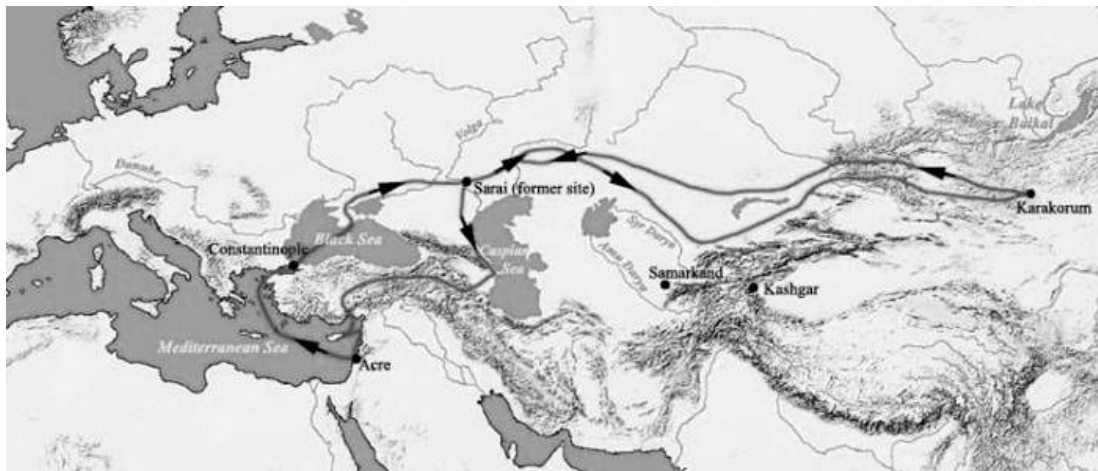 Lake
Baikal
Volga
Danube
Sarai (former site)
Karakorum
Constantinople
Black Sea
Caspian
Sea
Syr Darya
Amu Darya
Samarkand
Kashgar
Mediterranean Sea
Acre